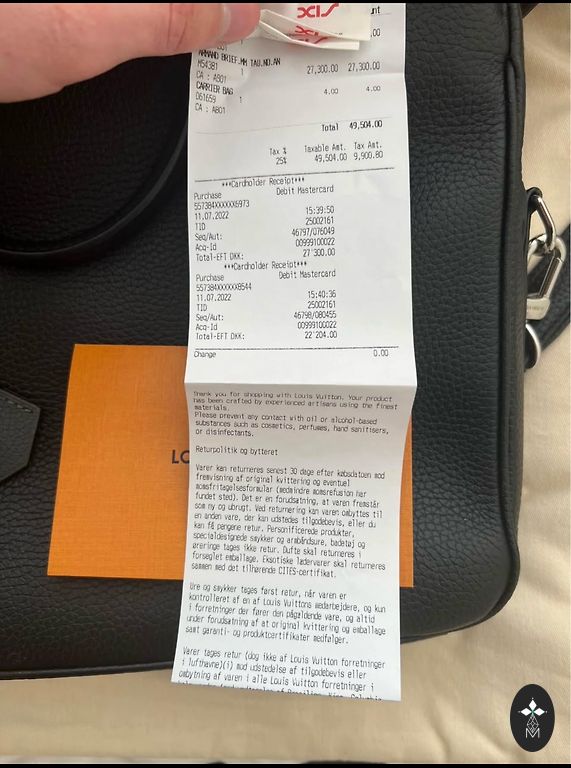 XIS
unt
,00
A801 1
ARMAND BRIEF.MM TAU.NO.AN
M54381 1 27,300.00 27,300.00
CA : A801
CARRIER BAG
061659 1 4.00 4.00
CA : A801
Total 49,504.00
Tax % Taxable Amt. Tax Amt.
25% 49,504.00 9,900.80
***Cardholder Receipt***
Purchase Debit Mastercard
557384XXXXXX6973
11.07.2022 15:39:50
TID 25002161
Seq/Aut: 46797/076049
Acq-Id 00999100022
Total-EFT DKK: 27'300.00
***Cardholder Receipt***
Purchase Debit Mastercard
557384XXXXXX8544
11.07.2022 15:40:36
TID 25002161
Seq/Aut: 46798/080455
Acq-Id 00999100022
Total-EFT DKK: 22'204.00
Change 0.00
Thank you for shopping with Louis Vuitton. Your product
has been crafted by experienced artisans using the finest
materials.
Please prevent any contact with oil or alcohol-based
substances such as cosmetics, perfumes, hand sanitisers,
or disinfectants.
Returpolitik og bytteret
LO
Varer kan returneres senest 30 dage efter købsdatoen mod
fremvisning af original kvittering og eventuel
momsfritagelsesformular (medmindre momsrefusion har
fundet sted). Det er en forudsætning, at varen fremstår
som ny og ubrugt. Ved returnering kan varen ombyttes til
en anden vare, der kan udstedes tilgodebevis, eller du
kan få pengene retur. Personificerede produkter,
specialdesignede smykker og armbåndsure, badetøj og
øreringe tages ikke retur. Dufte skal returneres i
forseglet emballage. Eksotiske lædervarer skal returneres
sammen med det tilhørende CITES-certifikat.
Ure og smykker tages først retur, når varen er
kontrolleret af en af Louis Vuittons medarbejdere, og kun
i forretninger der fører den pågældende vare, og altid
under forudsætning af at original kvittering og emballage
samt garanti- og produktcertifikater medfølger.
Varer tages retur (dog ikke af Louis Vuitton forretninger
i lufthavne)(i) mod udstedelse af tilgodebevis eller
ombytning af varen i alle Louis Vuitton forretninger i